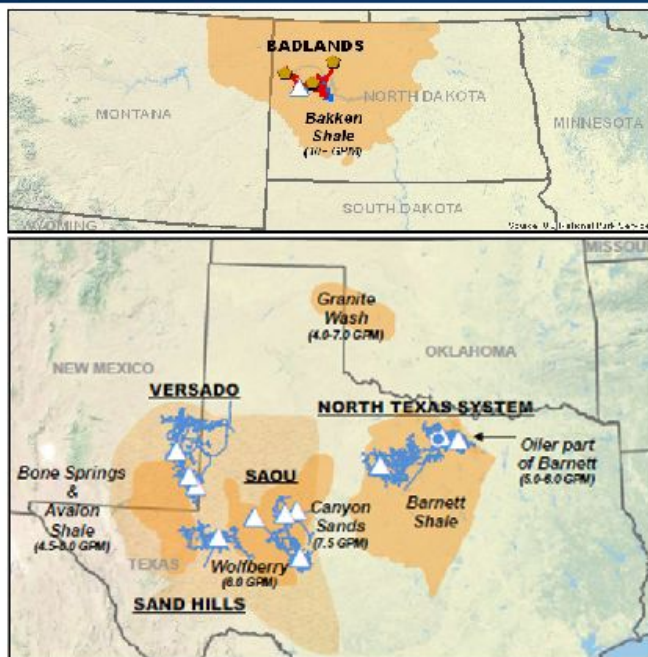 BADLANDS
MONTANA
NORTH DAKOTA
Bakken
Shale
MINNESOTA
SOUTH DAKOTA
WYOMING
MISSOU
Granite
Wash
(4.0-7.0 GPM)
NEW MEXICO
OKLAHOMA
VERSADO
NORTH TEXAS SYSTEM
Bone Springs
&
Avalon
Shale
SAOU
Canyon
Sands
(7.5 GPM)
Oiler part
of Barnett
(5.0-6.0 GPM)
Barnett
Shale
TEXAS
Wolfberry
(6.0 GPM)
SAND HILLS